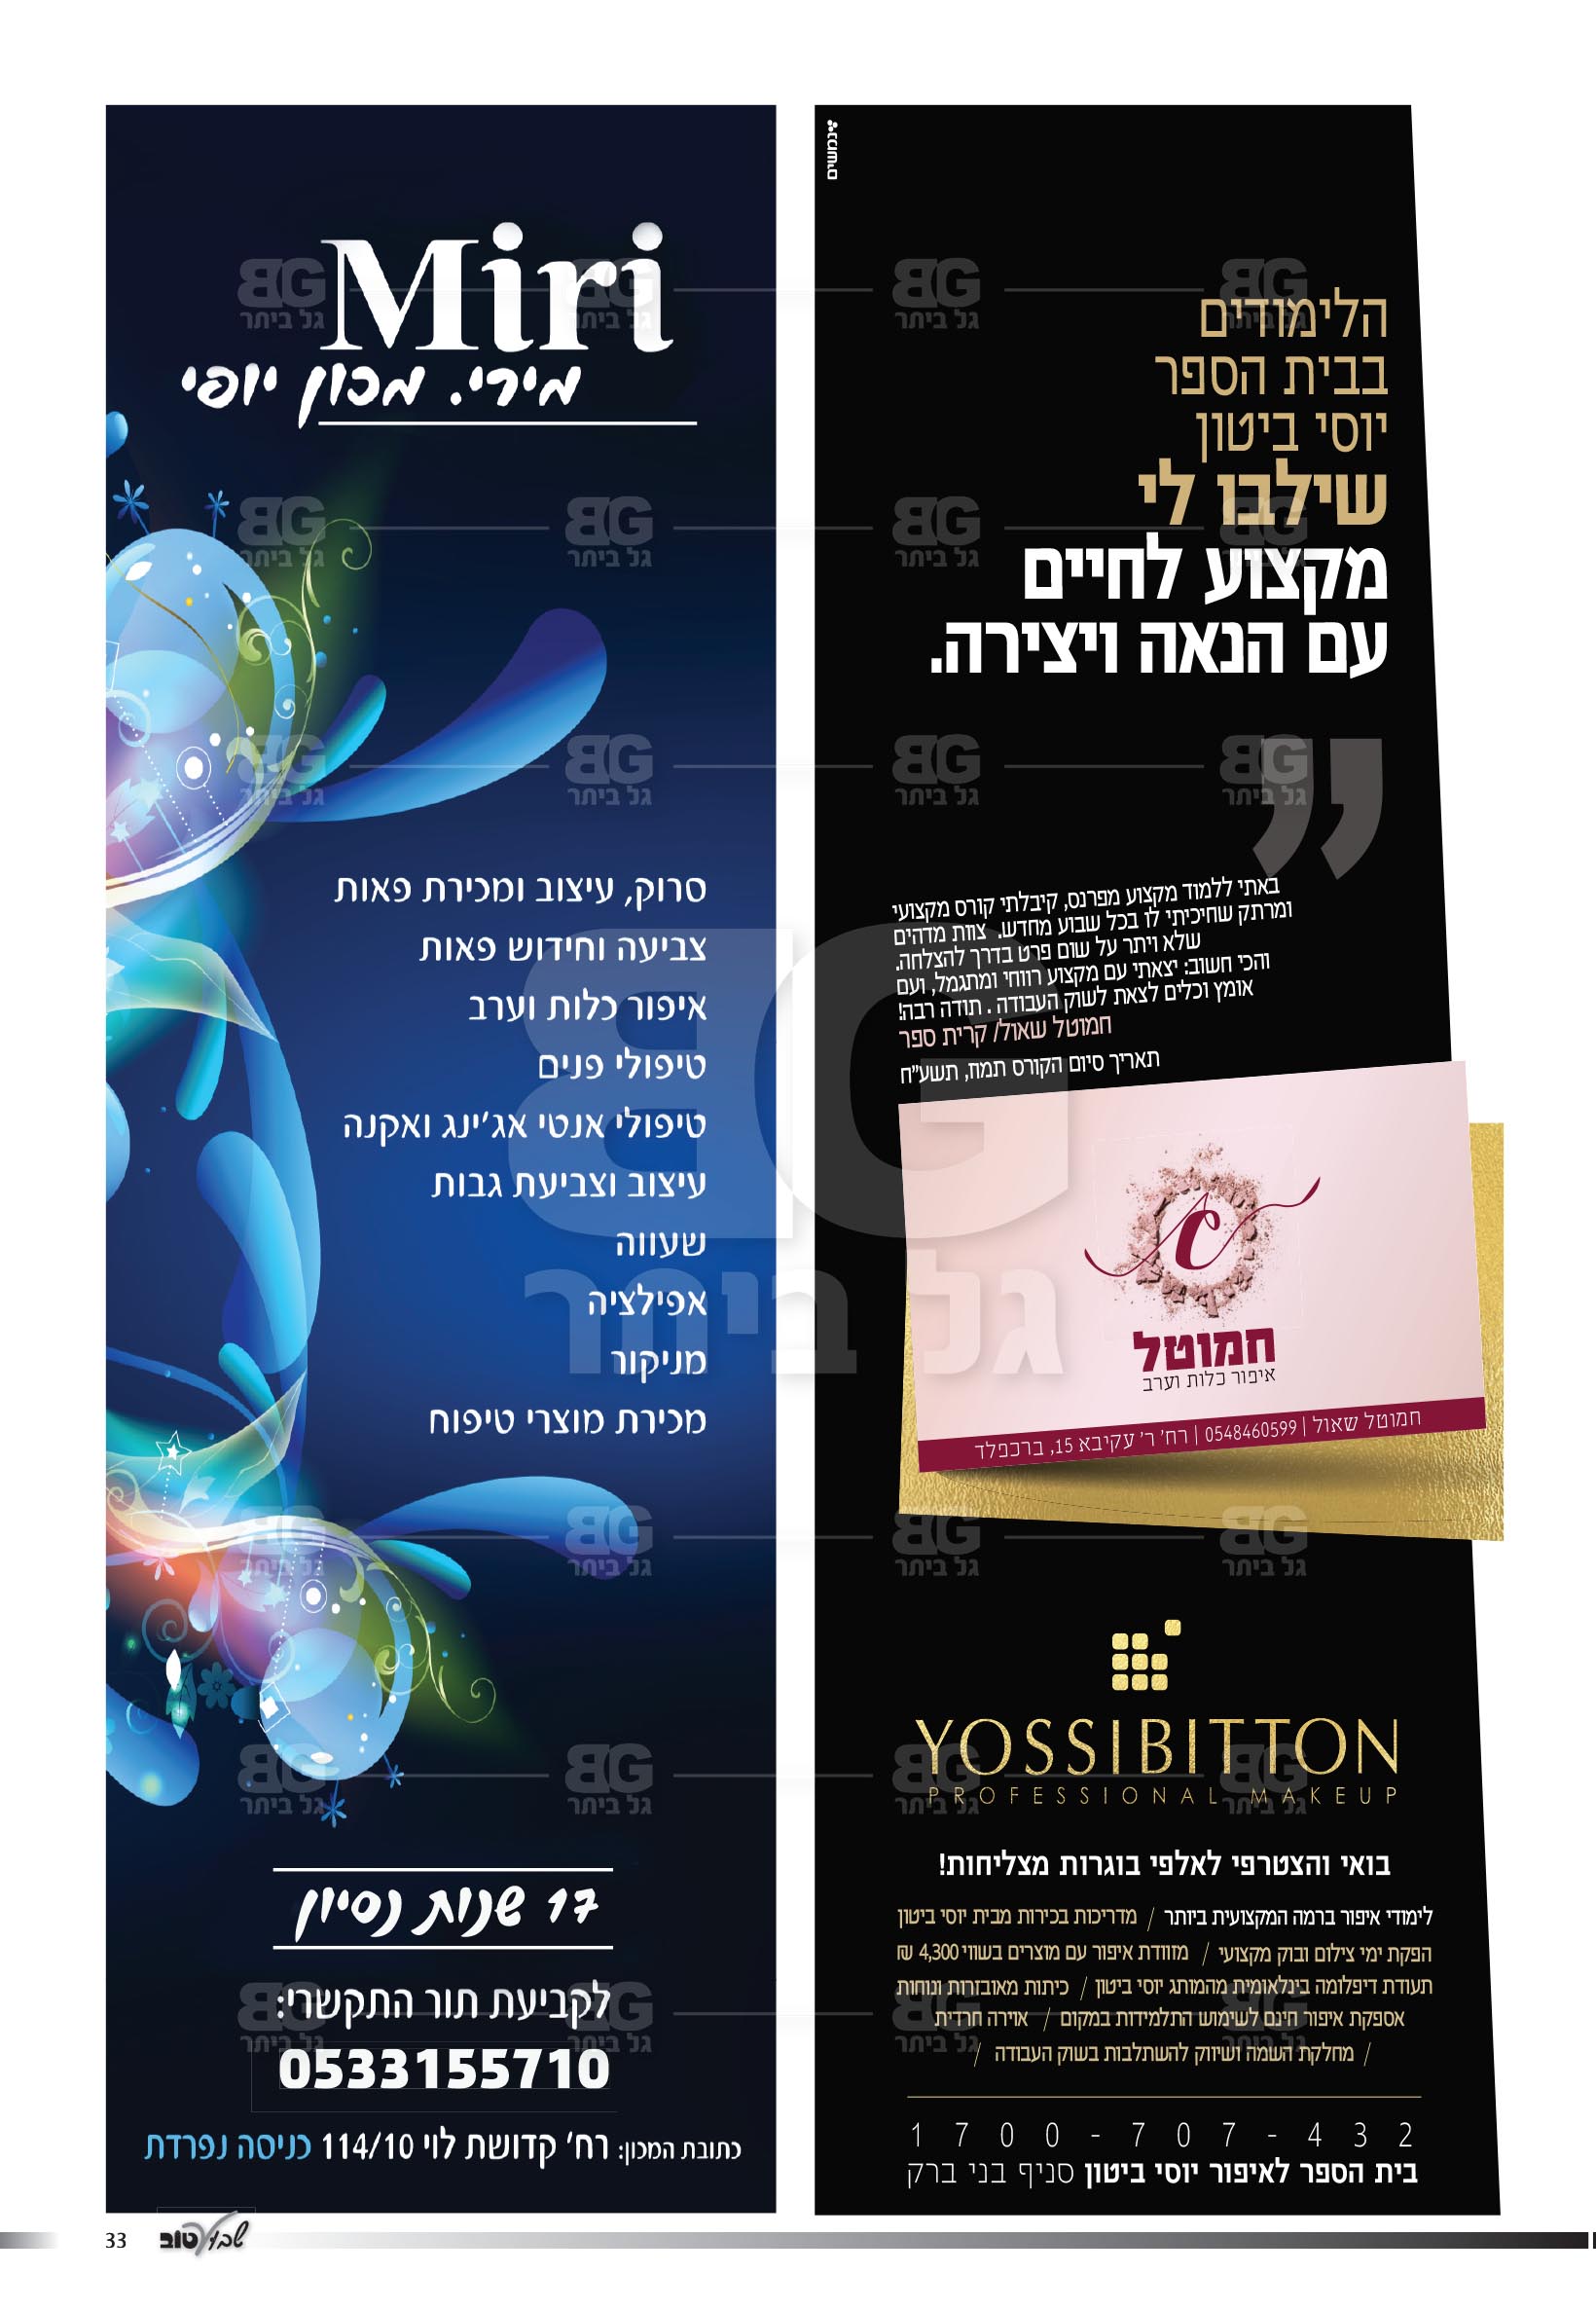 נחושים
הלימודים
בבית הספר
יוסי ביטון
שילבו לי
מקצוע לחיים
עם הנאה ויצירה.
”
באתי ללמוד מקצוע מפרנס, קיבלתי קורס מקצועי
ומרתק שחיכיתי לו בכל שבוע מחדש. צוות מדהים
שלא ויתר על שום פרט בדרך להצלחה.
והכי חשוב: יצאתי עם מקצוע רווחי ומתגמל, ועם
אומץ וכלים לצאת לשוק העבודה . תודה רבה!
חמוטל שאול/ קרית ספר
תאריך סיום הקורס תמוז, תשע"ח
חמוטל
איפור כלות וערב
חמוטל שאול | 0548460599 | רח' ר' עקיבא 15, ברכפלד
YOSSIBITTON
PROFESSIONAL MAKEUP
בואי והצטרפי לאלפי בוגרות מצליחות!
לימודי איפור ברמה המקצועית ביותר / מדריכות בכירות מבית יוסי ביטון
הפקת ימי צילום ובוק מקצועי / מזוודת איפור עם מוצרים בשווי 4,300 ₪
תעודת דיפלומה בינלאומית מהמותג יוסי ביטון / כיתות מאובזרות ונוחות
אספקת איפור חינם לשימוש התלמידות במקום / אוירה חרדית
/ מחלקת השמה ושיווק להשתלבות בשוק העבודה /
1700-707-432
בית הספר לאיפור יוסי ביטון סניף בני ברק
Miri
מירי. מכון יופי
סרוק, עיצוב ומכירת פאות
צביעה וחידוש פאות
איפור כלות וערב
טיפולי פנים
טיפולי אנטי אג'ינג ואקנה
עיצוב וצביעת גבות
שעווה
אפילציה
מניקור
מכירת מוצרי טיפוח
17 שנות נסיון
לקביעת תור התקשרי:
0533155710
כתובת המכון: רח' קדושת לוי 114/10 כניסה נפרדת
BG
גל ביתר
33
שבוע טוב